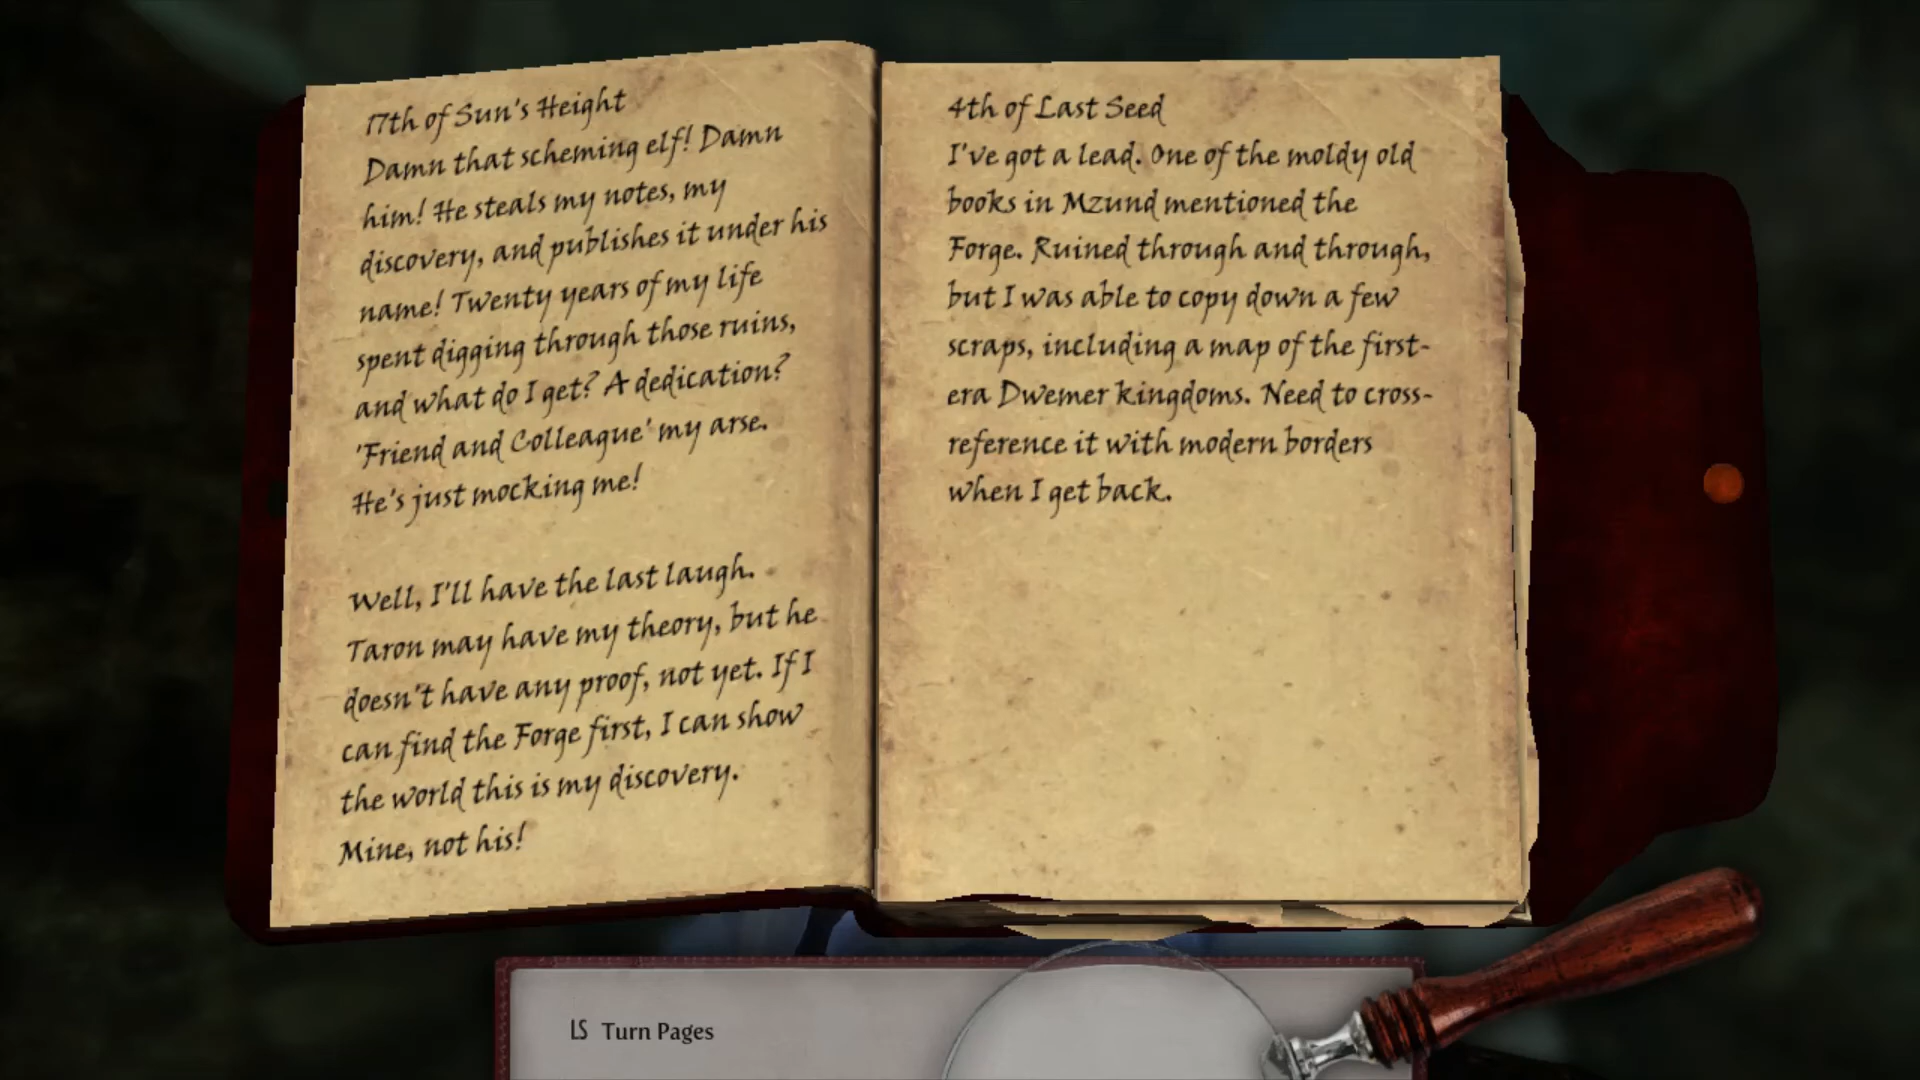 17th of Sun's Height
Damn that scheming elf! Damn
him! He steals my notes, my
discovery, and publishes it under his
name! Twenty years of my life
spent digging through those ruins,
and what do I get? A dedication?
'Friend and Colleague' my arse.
He's just mocking me!
Well, I'll have the last laugh.
Taron may have my theory, but he
doesn't have any proof, not yet. If I
can find the Forge first, I can show
the world this is my discovery.
Mine, not his!
4th of Last Seed
I've got a lead. One of the moldy old
books in Mzund mentioned the
Forge. Ruined through and through,
but I was able to copy down a few
scraps, including a map of the first-
era Dwemer kingdoms. Need to cross-
reference it with modern borders
when I get back.
LS Turn Pages